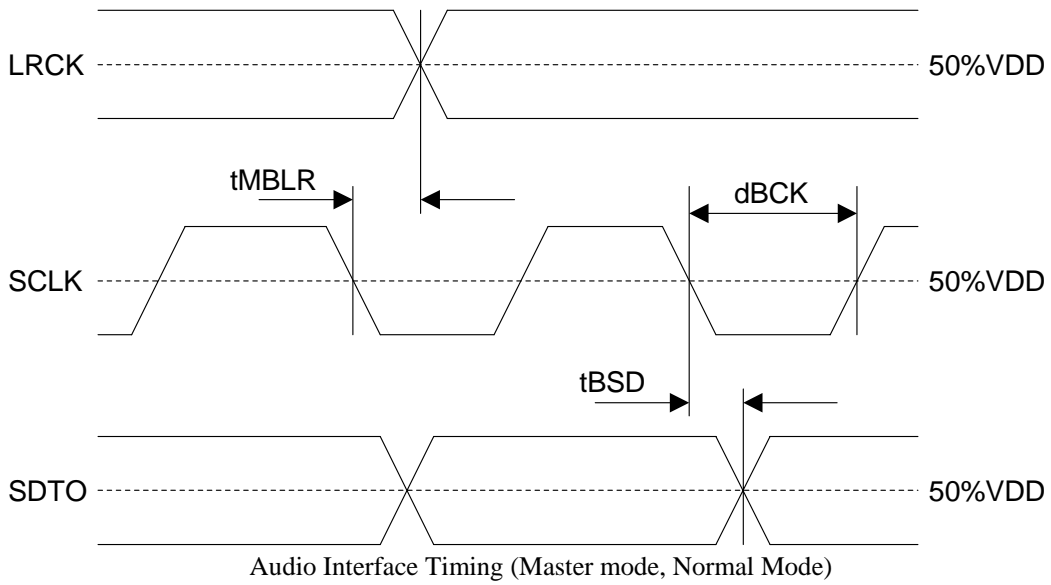 LRCK 50%VDD
tMBLR dBCK
SCLK 50%VDD
tBSD
SDTO 50%VDD
Audio Interface Timing (Master mode, Normal Mode)